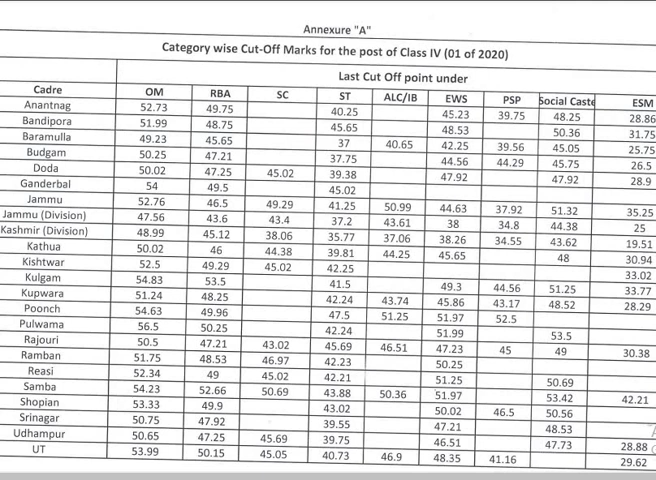 Annexure "A"
Category wise Cut-Off Marks for the post of Class IV (01 of 2020)
Last Cut Off point under
Cadre OM RBA SC ST ALC/IB EWS PSP Social Caste ESM
Anantnag 52.73 49.75 40.25 45.23 39.75 48.25 28.86
Bandipora 51.99 48.75 45.65 48.53 50.36 31.75
Baramulla 49.23 45.65 37 40.65 42.25 39.56 45.05 25.75
Budgam 50.25 47.21 37.75 44.56 44.29 45.75 26.5
Doda 50.02 47.25 45.02 39.38 47.92 47.92 28.9
Ganderbal 54 49.5 45.02
Jammu 52.76 46.5 49.29 41.25 50.99 44.63 37.92 51.32 35.25
Jammu (Division) 47.56 43.6 43.4 37.2 43.61 38 34.8 44.38 25
Kashmir (Division) 48.99 45.12 38.06 35.77 37.06 38.26 34.55 43.62 19.51
Kathua 50.02 46 44.38 39.81 44.25 45.65 48 30.94
Kishtwar 52.5 49.29 45.02 42.25 33.02
Kulgam 54.83 53.5 41.5 49.3 44.56 51.25 33.77
Kupwara 51.24 48.25 42.24 43.74 45.86 43.17 48.52 28.29
Poonch 54.63 49.96 47.5 51.25 51.97 52.5
Pulwama 56.5 50.25 42.24 51.99 53.5
Rajouri 50.5 47.21 43.02 45.69 46.51 47.23 45 49 30.38
Ramban 51.75 48.53 46.97 42.23 50.25
Reasi 52.34 49 45.02 42.21 51.25 50.69
Samba 54.23 52.66 50.69 43.88 50.36 51.97 53.42 42.21
Shopian 53.33 49.9 43.02 50.02 46.5 50.56
Srinagar 50.75 47.92 39.55 47.21 48.53
Udhampur 50.65 47.25 45.69 39.75 46.51 47.73 28.88
UT 53.99 50.15 45.05 40.73 46.9 48.35 41.16 29.62